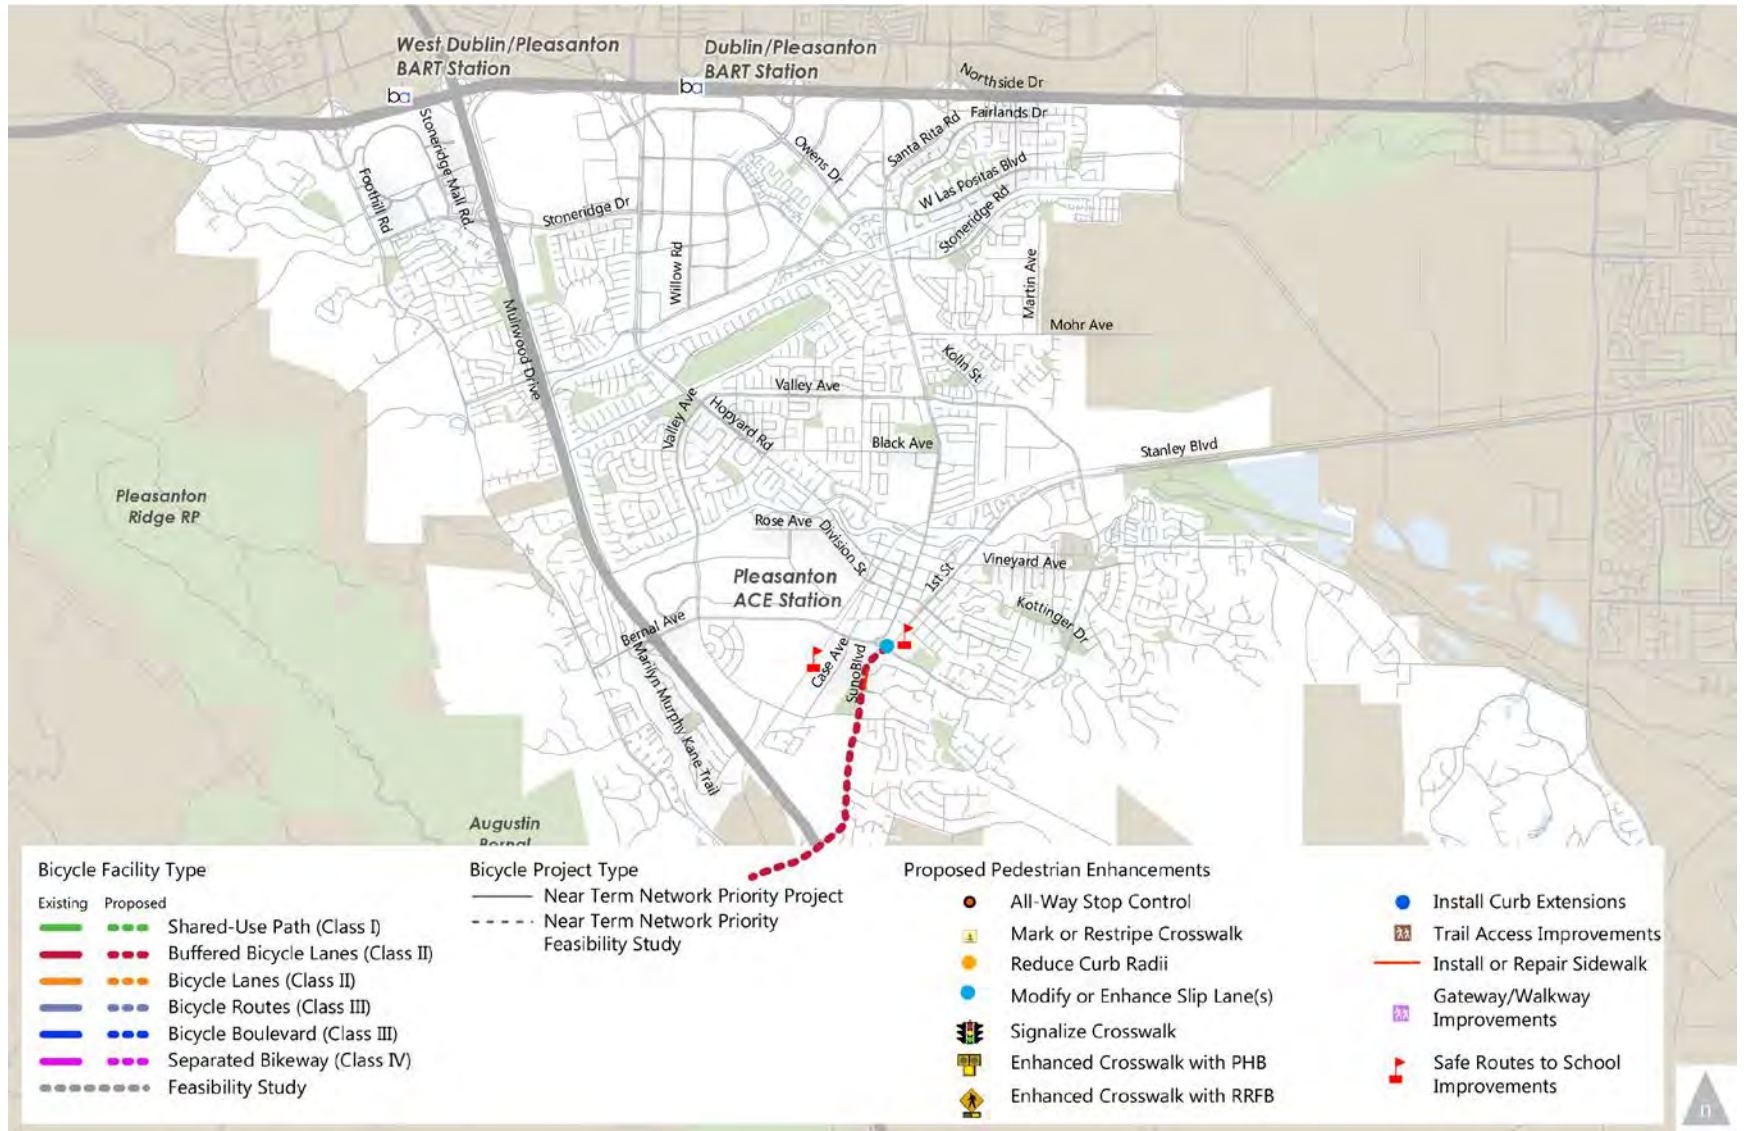 West Dublin/Pleasanton
BART Station
Dublin/Pleasanton
BART Station
ba
ba
Northside Dr
Fairlands Dr
Santa Rita Rd
Stoneridge Mall Rd.
Owens Dr
W Las Positas Blvd
Foothill Rd
Stoneridge Dr
Stoneridge Rd
Willow Rd
Martin Ave
Mohr Ave
Muirwood Drive
Kolln St
Valley Ave
Valley Ave
Hopyard Rd
Black Ave
Stanley Blvd
Pleasanton
Ridge RP
Rose Ave
Division St
Vineyard Ave
1st St
Pleasanton
ACE Station
Kottinger Dr
Bernal Ave
Case Ave
SunoBlvd
Marilyn Murphy Kane Trail
Augustin
Bernal
Bicycle Facility Type
Existing Proposed
Shared-Use Path (Class I)
Buffered Bicycle Lanes (Class II)
Bicycle Lanes (Class II)
Bicycle Routes (Class III)
Bicycle Boulevard (Class III)
Separated Bikeway (Class IV)
Feasibility Study
Bicycle Project Type
Near Term Network Priority Project
Near Term Network Priority
Feasibility Study
Proposed Pedestrian Enhancements
All-Way Stop Control
Mark or Restripe Crosswalk
Reduce Curb Radii
Modify or Enhance Slip Lane(s)
Signalize Crosswalk
Enhanced Crosswalk with PHB
Enhanced Crosswalk with RRFB
Install Curb Extensions
Trail Access Improvements
Install or Repair Sidewalk
Gateway/Walkway
Improvements
Safe Routes to School
Improvements
n